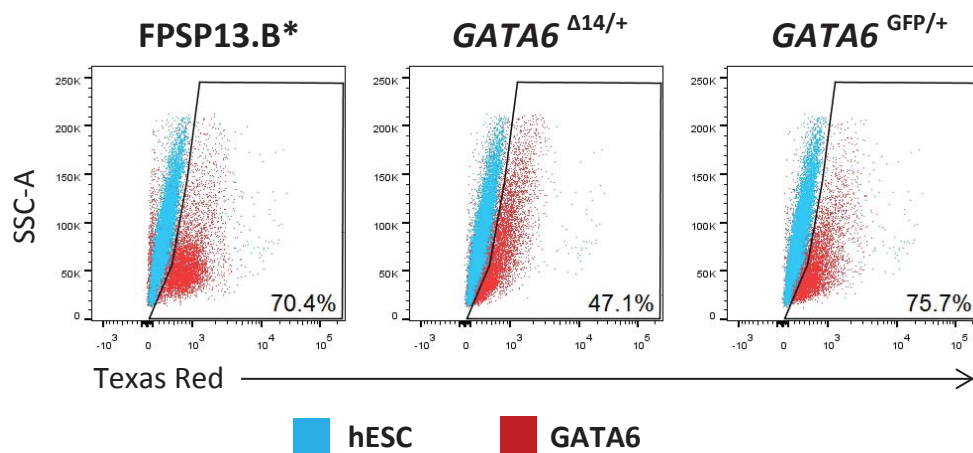 FPSP13.B* GATA6 Δ14/+ GATA6 GFP/+
250K 250K 250K
200K 200K 200K
150K 150K 150K
SSC-A
100K 100K 100K
50K 50K 50K
70.4% 47.1% 75.7%
0 0 0
-10³ 0 10³ 10⁴ 10⁵ -10³ 0 10³ 10⁴ 10⁵ -10³ 0 10³ 10⁴ 10⁵
Texas Red
hESC GATA6